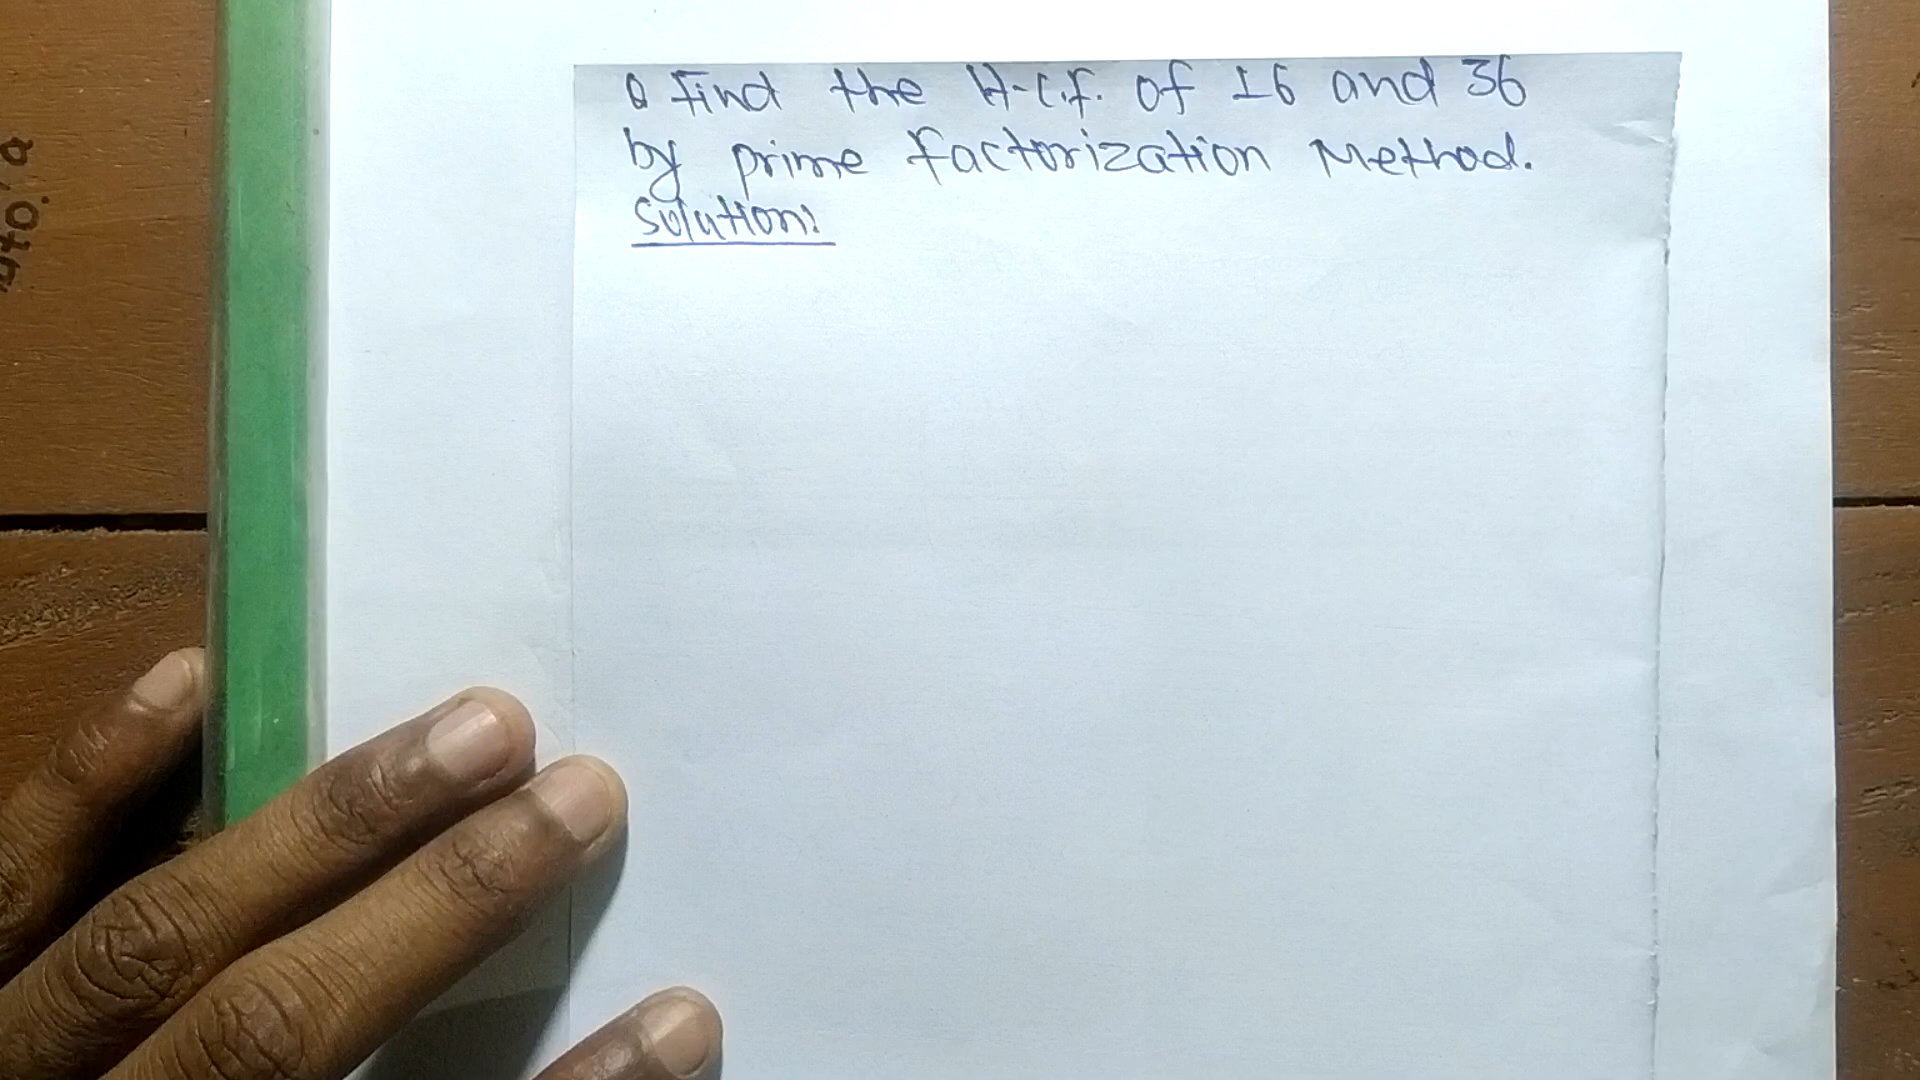 Q Find the H.C.F. of 16 and 36
by prime factorization Method.
Solution: